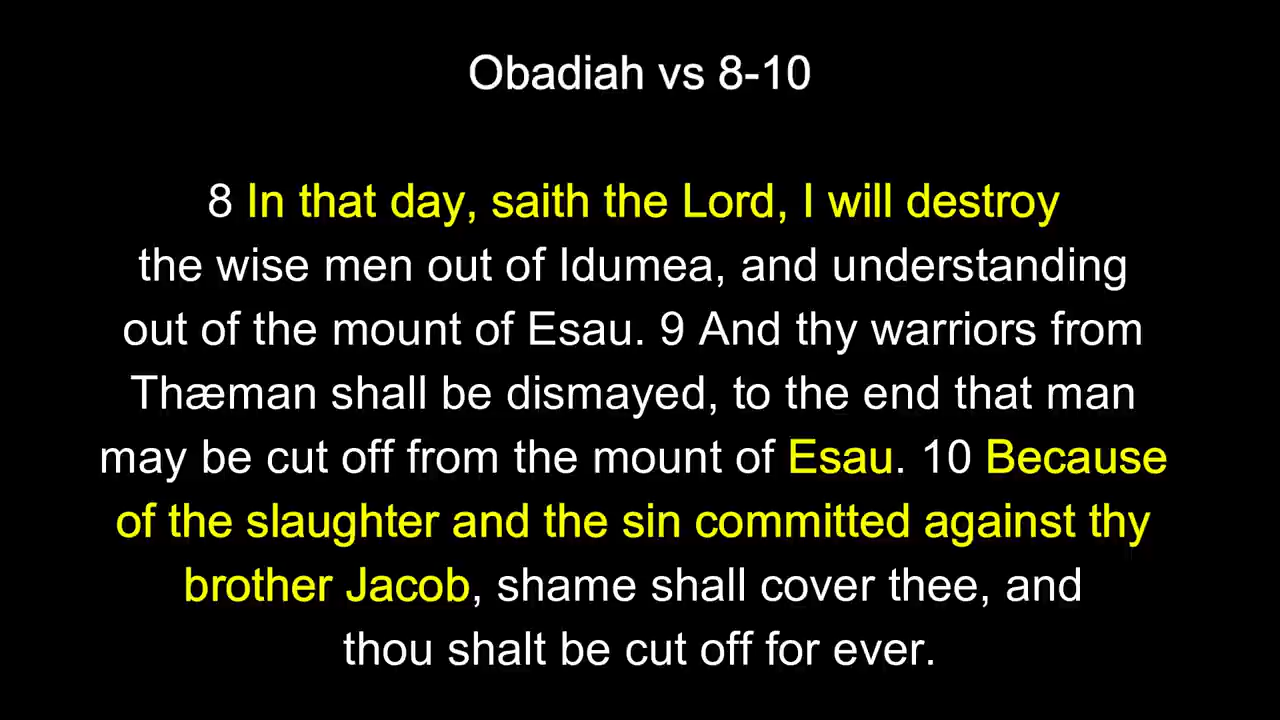 Obadiah vs 8-10
8 In that day, saith the Lord, I will destroy
the wise men out of Idumea, and understanding
out of the mount of Esau. 9 And thy warriors from
Thæman shall be dismayed, to the end that man
may be cut off from the mount of Esau. 10 Because
of the slaughter and the sin committed against thy
brother Jacob, shame shall cover thee, and
thou shalt be cut off for ever.